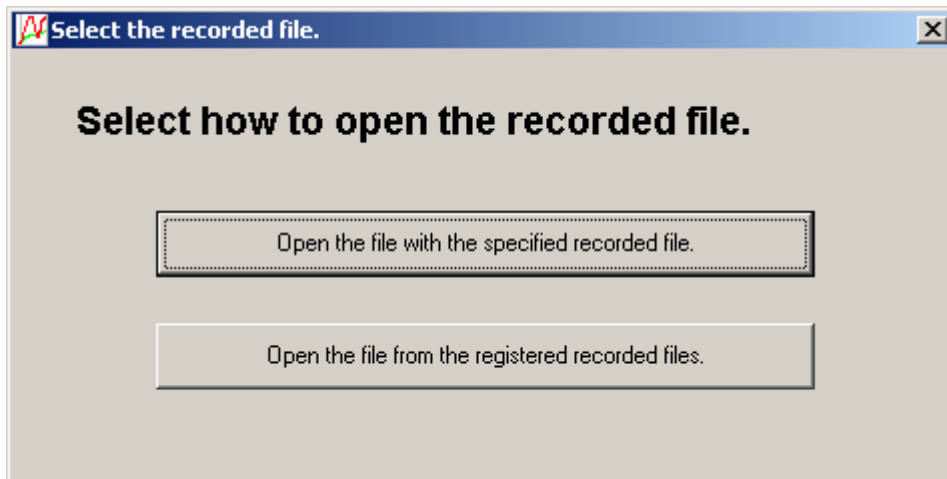 Select the recorded file.
Select how to open the recorded file.
Open the file with the specified recorded file.
Open the file from the registered recorded files.